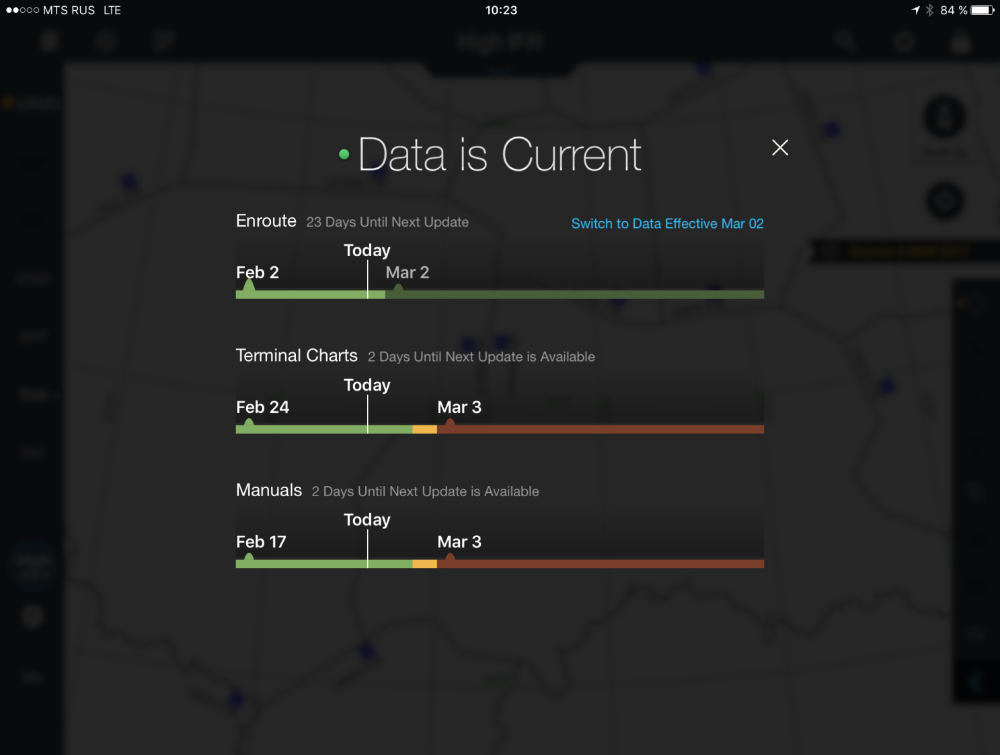 MTS RUS LTE 10:23 84 %
High IFR
Data is Current
Enroute 23 Days Until Next Update Switch to Data Effective Mar 02
Today
Feb 2 Mar 2
Terminal Charts 2 Days Until Next Update is Available
Today
Feb 24 Mar 3
Manuals 2 Days Until Next Update is Available
Today
Feb 17 Mar 3